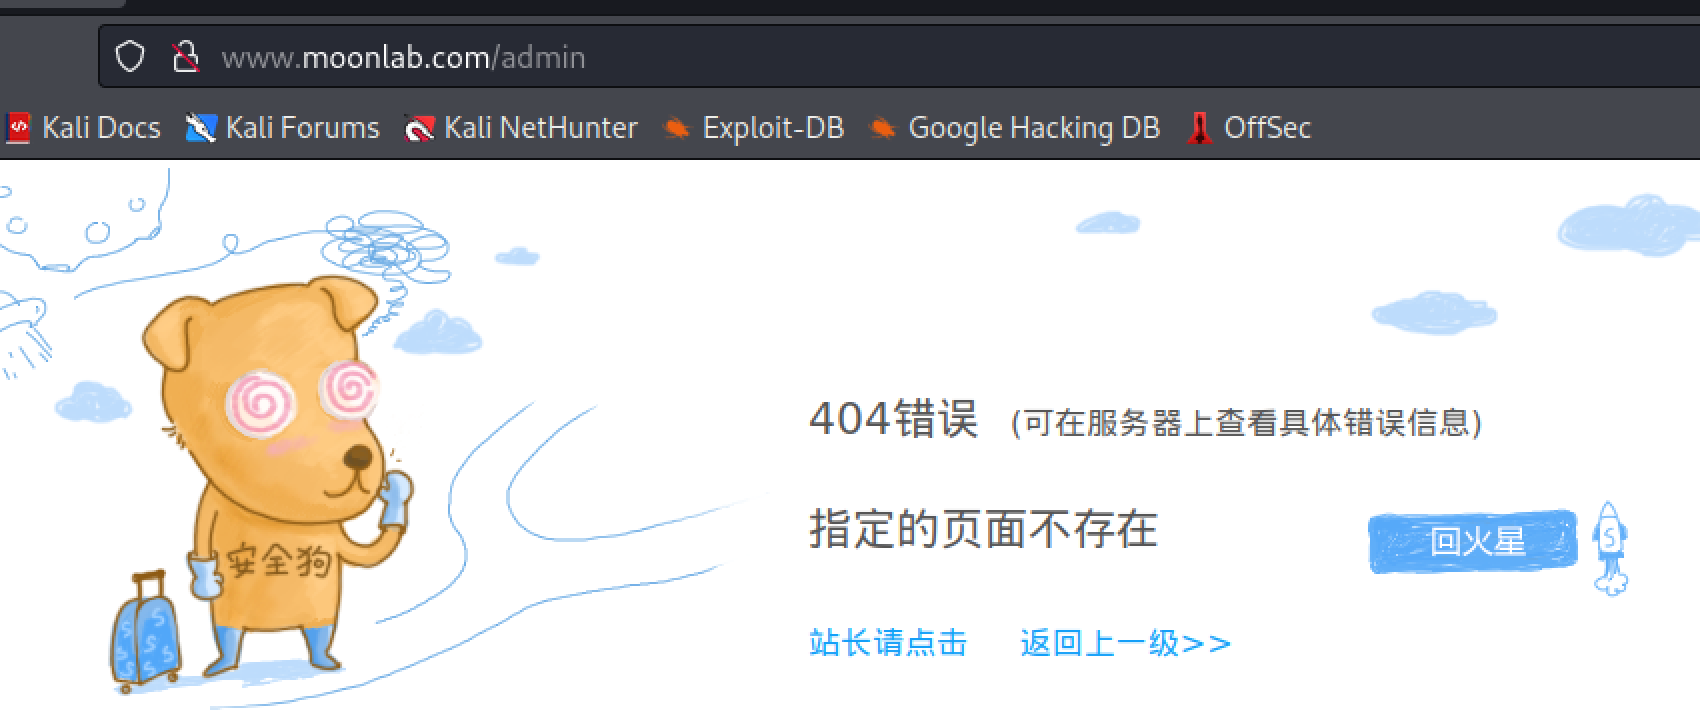 www.moonlab.com/admin
Kali Docs Kali Forums Kali NetHunter Exploit-DB Google Hacking DB OffSec
404错误 (可在服务器上查看具体错误信息)
指定的页面不存在
回火星
S
安全狗
站长请点击 返回上一级>>
S
S
S
S